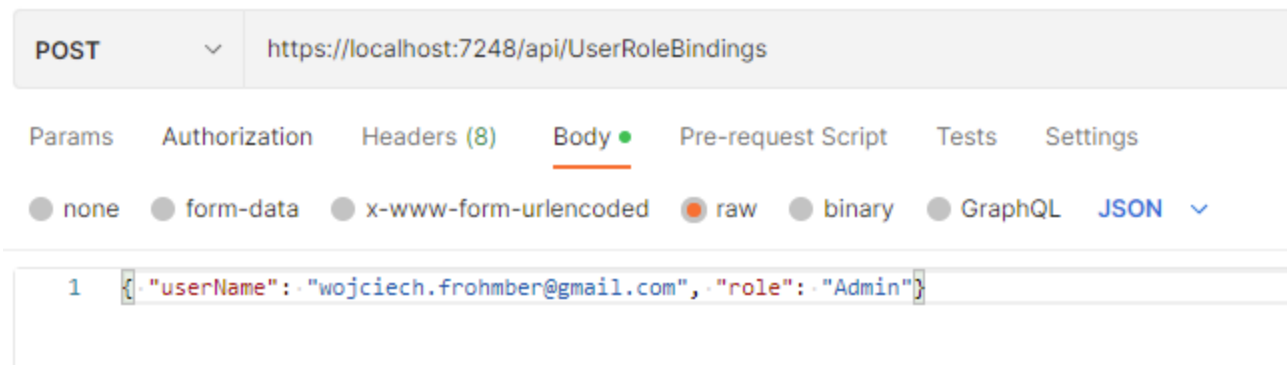 POST https://localhost:7248/api/UserRoleBindings
Params Authorization Headers (8) Body Pre-request Script Tests Settings
none form-data x-www-form-urlencoded raw binary GraphQL JSON
1 { "userName": "wojciech.frohmber@gmail.com", "role": "Admin"}